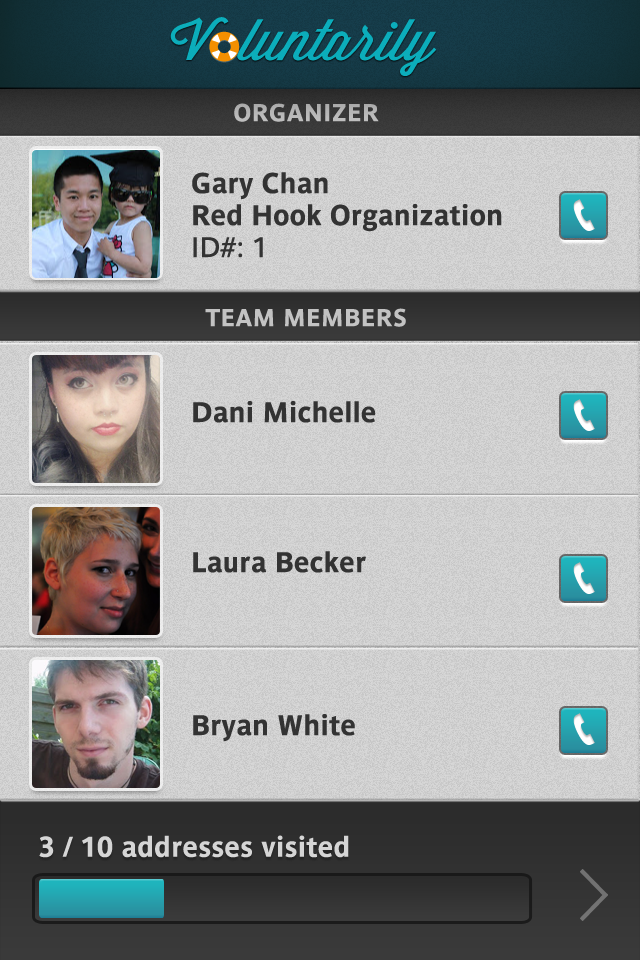 Voluntarily
ORGANIZER
Gary Chan
Red Hook Organization
ID#: 1
TEAM MEMBERS
Dani Michelle
Laura Becker
Bryan White
3 / 10 addresses visited